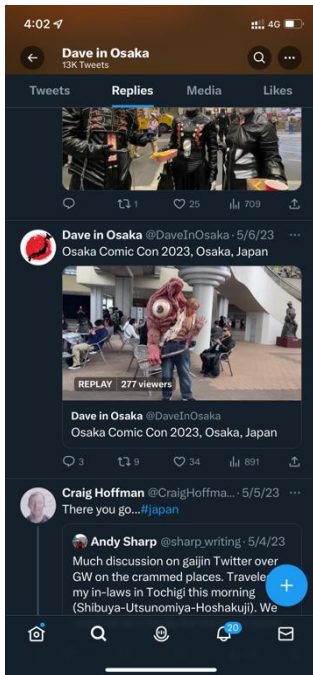 4:02
4G
Dave in Osaka
13K Tweets
Tweets Replies Media Likes
1 25 709
Dave in Osaka @DaveInOsaka · 5/6/23
Osaka Comic Con 2023, Osaka, Japan
REPLAY 277 viewers
Dave in Osaka @DaveInOsaka
Osaka Comic Con 2023, Osaka, Japan
3 9 34 891
Craig Hoffman @CraigHoffma... · 5/5/23
There you go...#japan
Andy Sharp @sharp_writing · 5/4/23
Much discussion on gaijin Twitter over
GW on the crammed places. Travele
my in-laws in Tochigi this morning
(Shibuya-Utsunomiya-Hoshakuji). We
20